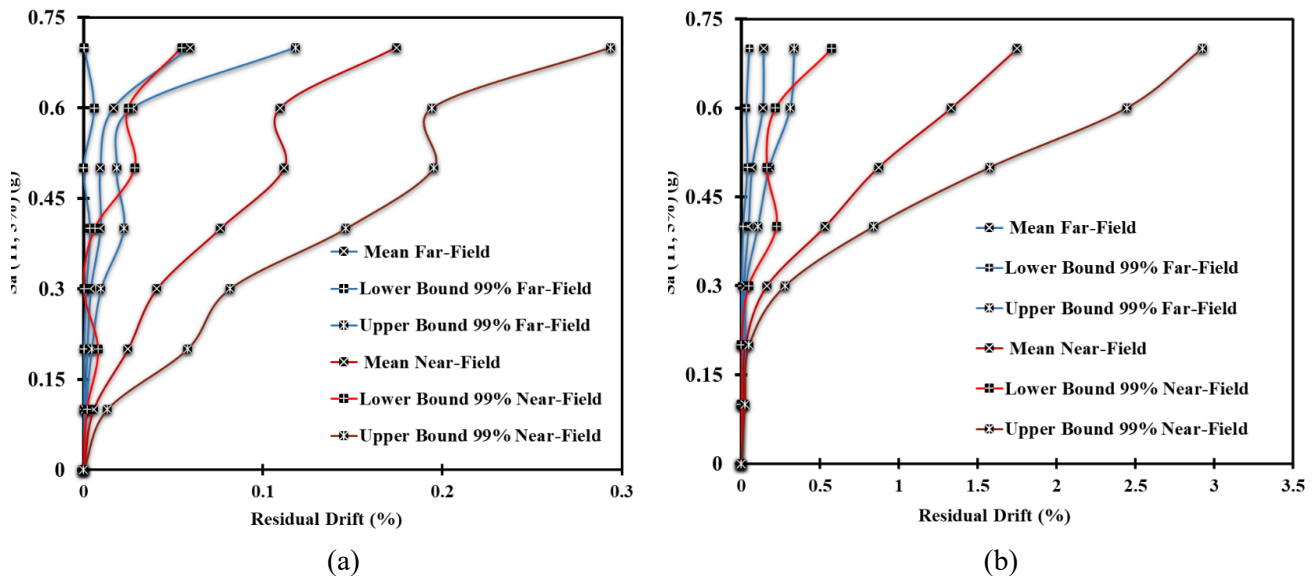 0.75
0.6
0.45
0.3
0.15
0
0
0.1
0.2
0.3
Residual Drift (%)
Mean Far-Field
Lower Bound 99% Far-Field
Upper Bound 99% Far-Field
Mean Near-Field
Lower Bound 99% Near-Field
Upper Bound 99% Near-Field
(a)
0.75
0.6
0.45
0.3
0.15
0
0
0.5
1
1.5
2
2.5
3
3.5
Residual Drift (%)
Mean Far-Field
Lower Bound 99% Far-Field
Upper Bound 99% Far-Field
Mean Near-Field
Lower Bound 99% Near-Field
Upper Bound 99% Near-Field
(b)